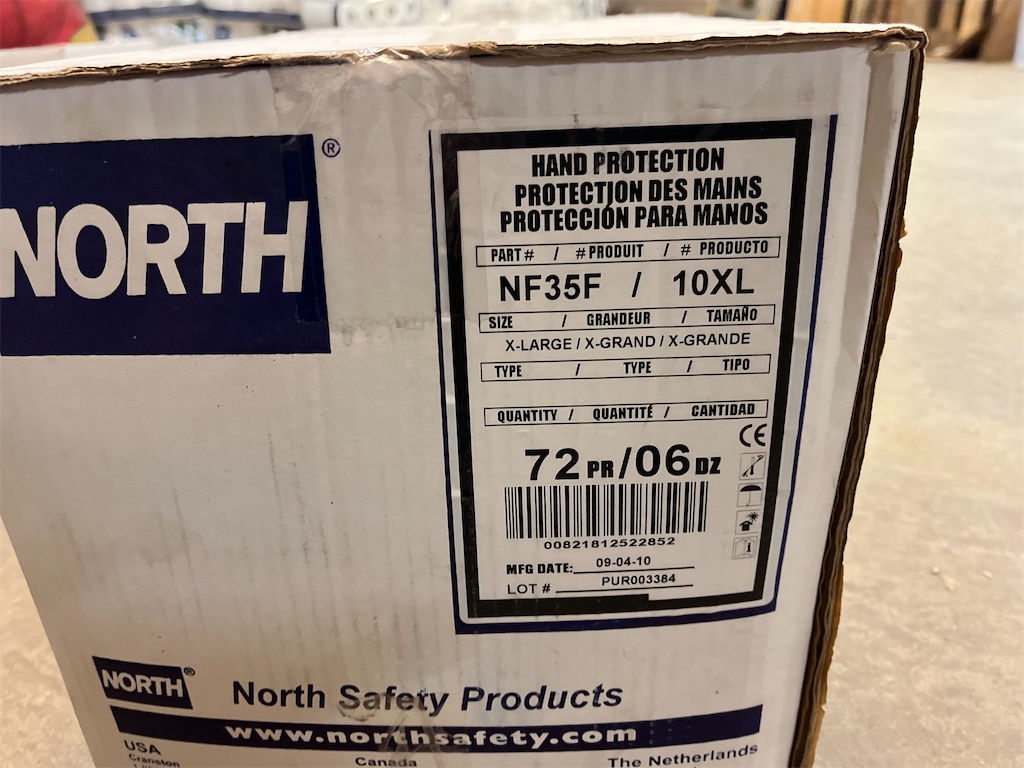 NORTH®
HAND PROTECTION
PROTECTION DES MAINS
PROTECCIÓN PARA MANOS
PART # / # PRODUIT / # PRODUCTO
NF35F / 10XL
SIZE / GRANDEUR / TAMAÑO
X-LARGE / X-GRAND / X-GRANDE
TYPE / TYPE / TIPO
QUANTITY / QUANTITÉ / CANTIDAD
CE
72 PR/06 DZ
00821812522852
MFG DATE: 09-04-10
LOT # PUR003384
NORTH® North Safety Products
www.northsafety.com
USA Canada The Netherlands
Cranston